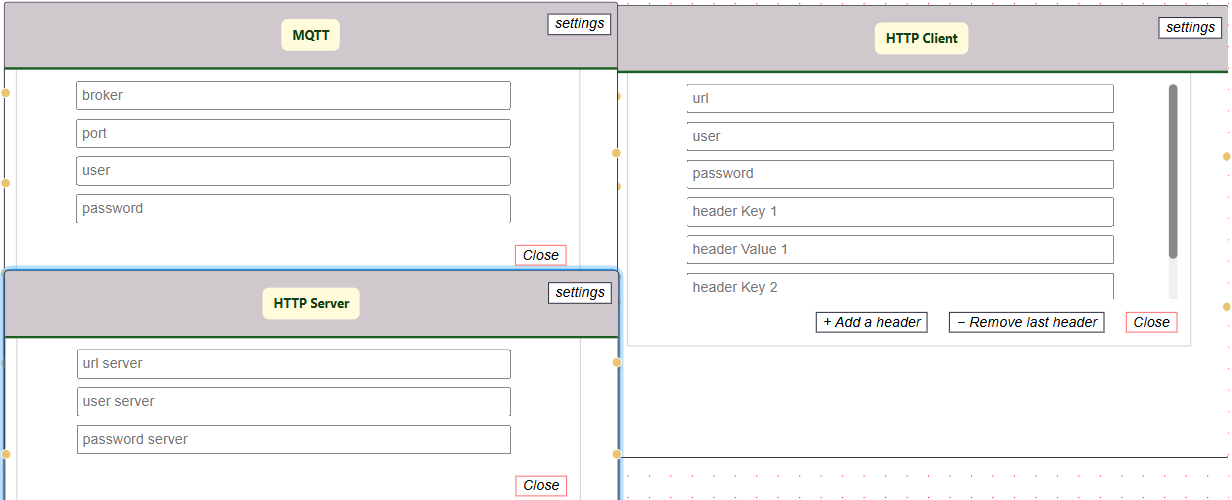 MQTT
settings
broker
port
user
password
Close
HTTP Server
settings
url server
user server
password server
Close
HTTP Client
settings
url
user
password
header Key 1
header Value 1
header Key 2
+ Add a header
− Remove last header
Close